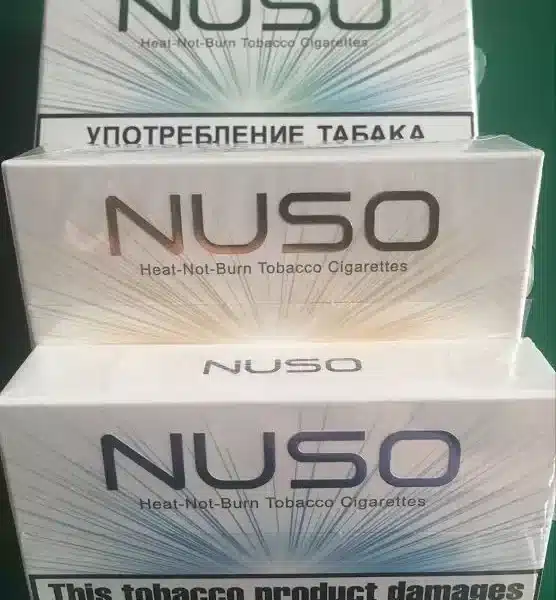 NUSO
Heat-Not-Burn Tobacco Cigarettes
УПОТРЕБЛЕНИЕ ТАБАКА
NUSO
Heat-Not-Burn Tobacco Cigarettes
NUSO
NUSO
Heat-Not-Burn Tobacco Cigarettes
This tobacco product damages